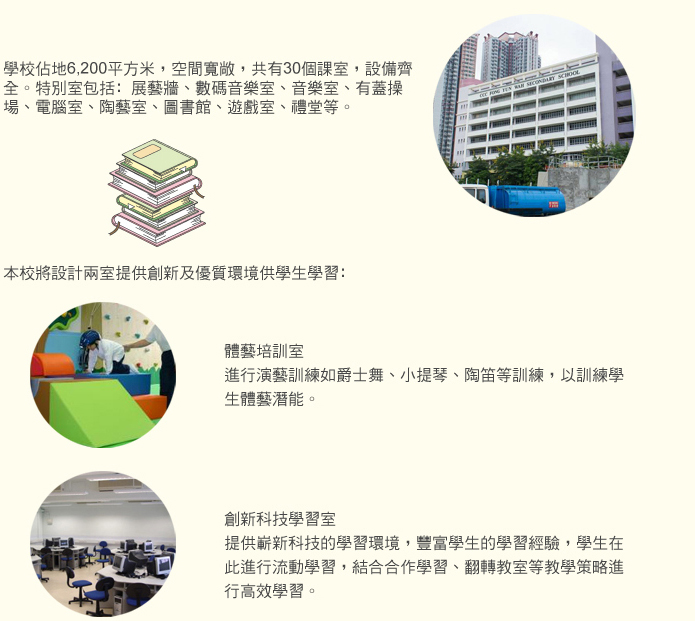 學校佔地6,200平方米，空間寬敞，共有30個課室，設備齊
全。特別室包括：展藝牆、數碼音樂室、音樂室、有蓋操
場、電腦室、陶藝室、圖書館、遊戲室、禮堂等。
CCC FONG YUN WAH SECONDARY SCHOOL
本校將設計兩室提供創新及優質環境供學生學習：
體藝培訓室
進行演藝訓練如爵士舞、小提琴、陶笛等訓練，以訓練學
生體藝潛能。
創新科技學習室
提供嶄新科技的學習環境，豐富學生的學習經驗，學生在
此進行流動學習，結合合作學習、翻轉教室等教學策略進
行高效學習。